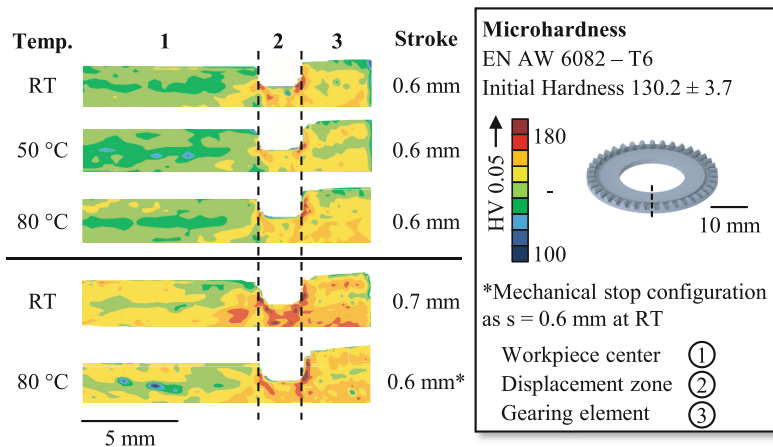 Temp. 1 2 3 Stroke
RT 0.6 mm
50 °C 0.6 mm
80 °C 0.6 mm
RT 0.7 mm
80 °C 0.6 mm*
5 mm
Microhardness
EN AW 6082 – T6
Initial Hardness 130.2 ± 3.7
HV 0.05
180
-
100
10 mm
*Mechanical stop configuration
as s = 0.6 mm at RT
Workpiece center 1
Displacement zone 2
Gearing element 3